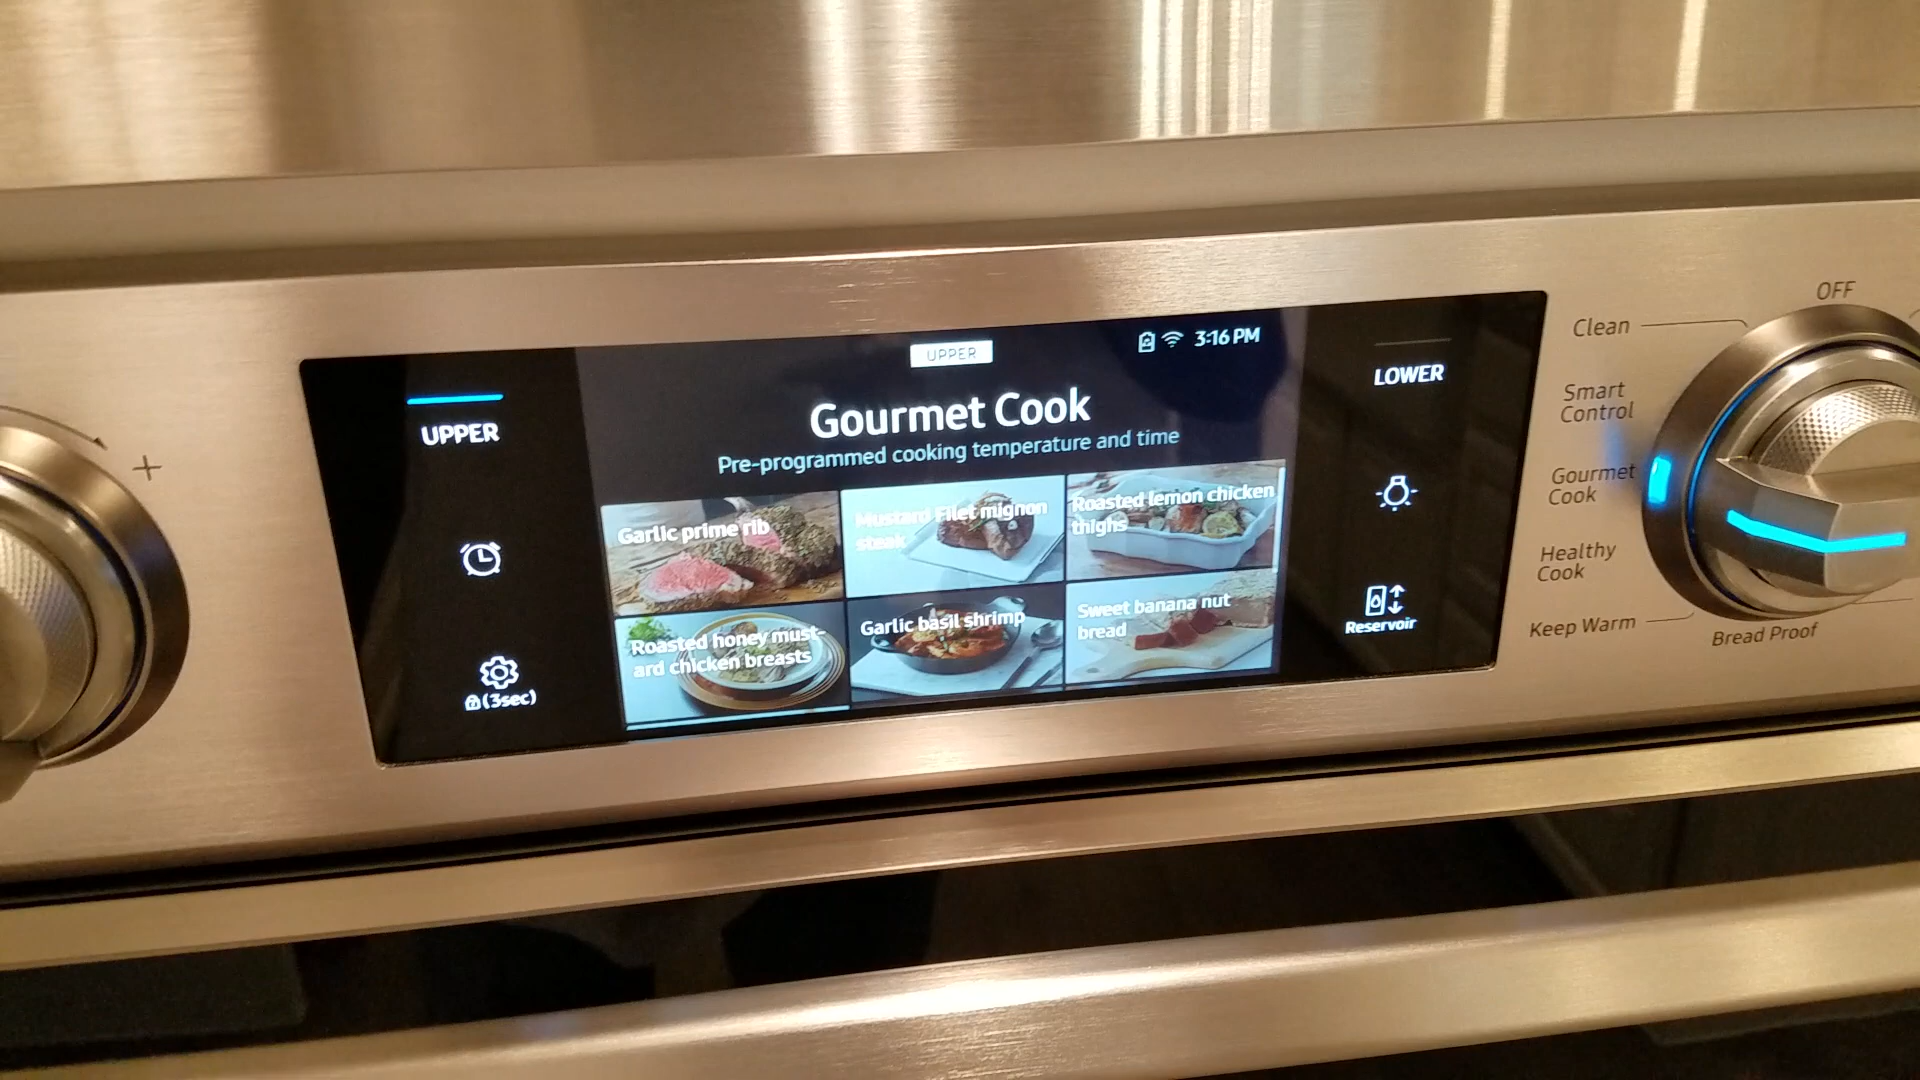 UPPER
3:16 PM
UPPER
Gourmet Cook
Pre-programmed cooking temperature and time
Garlic prime rib
Mustard Filet mignon
steak
Roasted lemon chicken
thighs
Roasted honey must-
ard chicken breasts
Garlic basil shrimp
Sweet banana nut
bread
(3sec)
LOWER
Reservoir
OFF
Clean
Smart
Control
Gourmet
Cook
Healthy
Cook
Keep Warm
Bread Proof
+